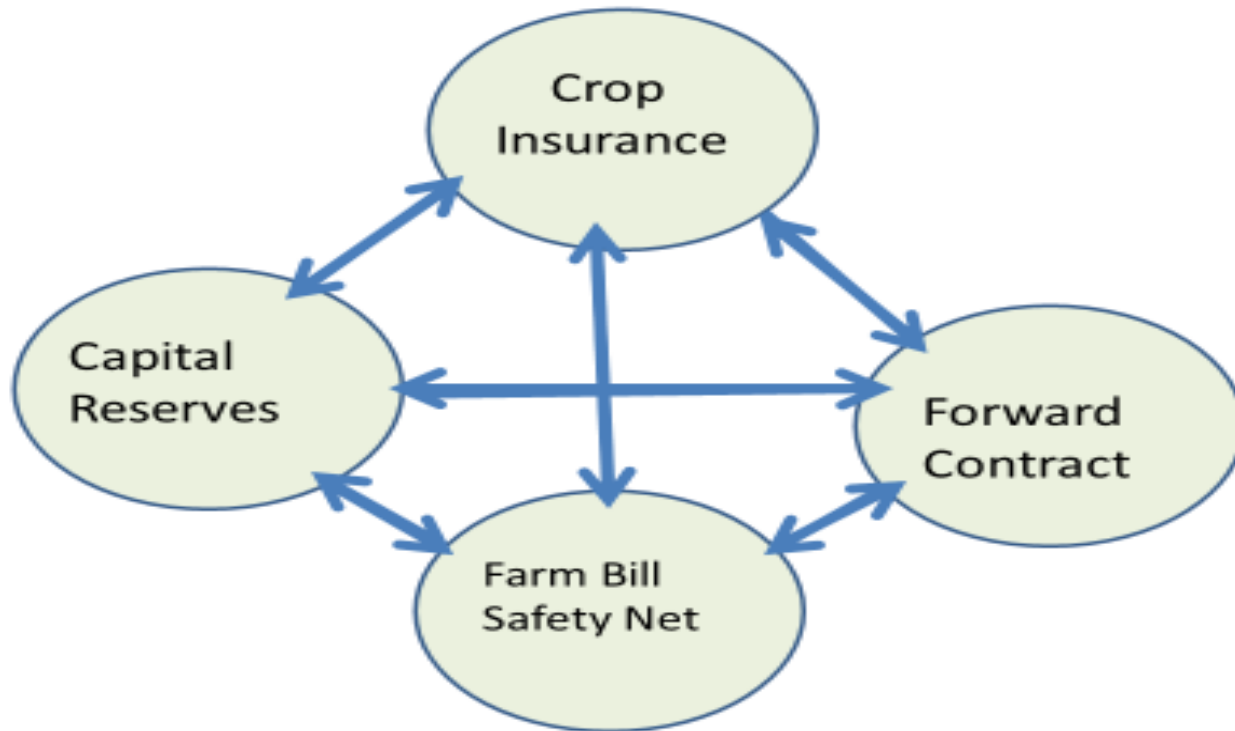 Crop
Insurance
Capital
Reserves
Forward
Contract
Farm Bill
Safety Net